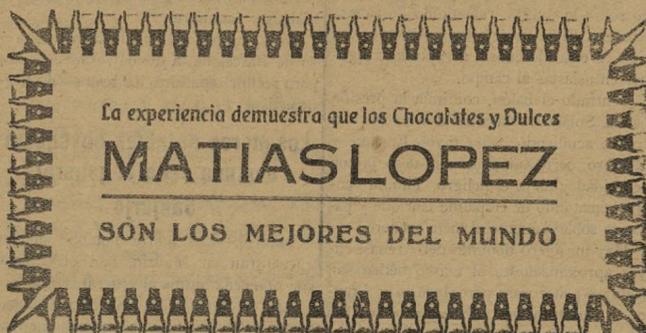 La experiencia demuestra que los Chocolates y Dulces
MATIAS LOPEZ
SON LOS MEJORES DEL MUNDO